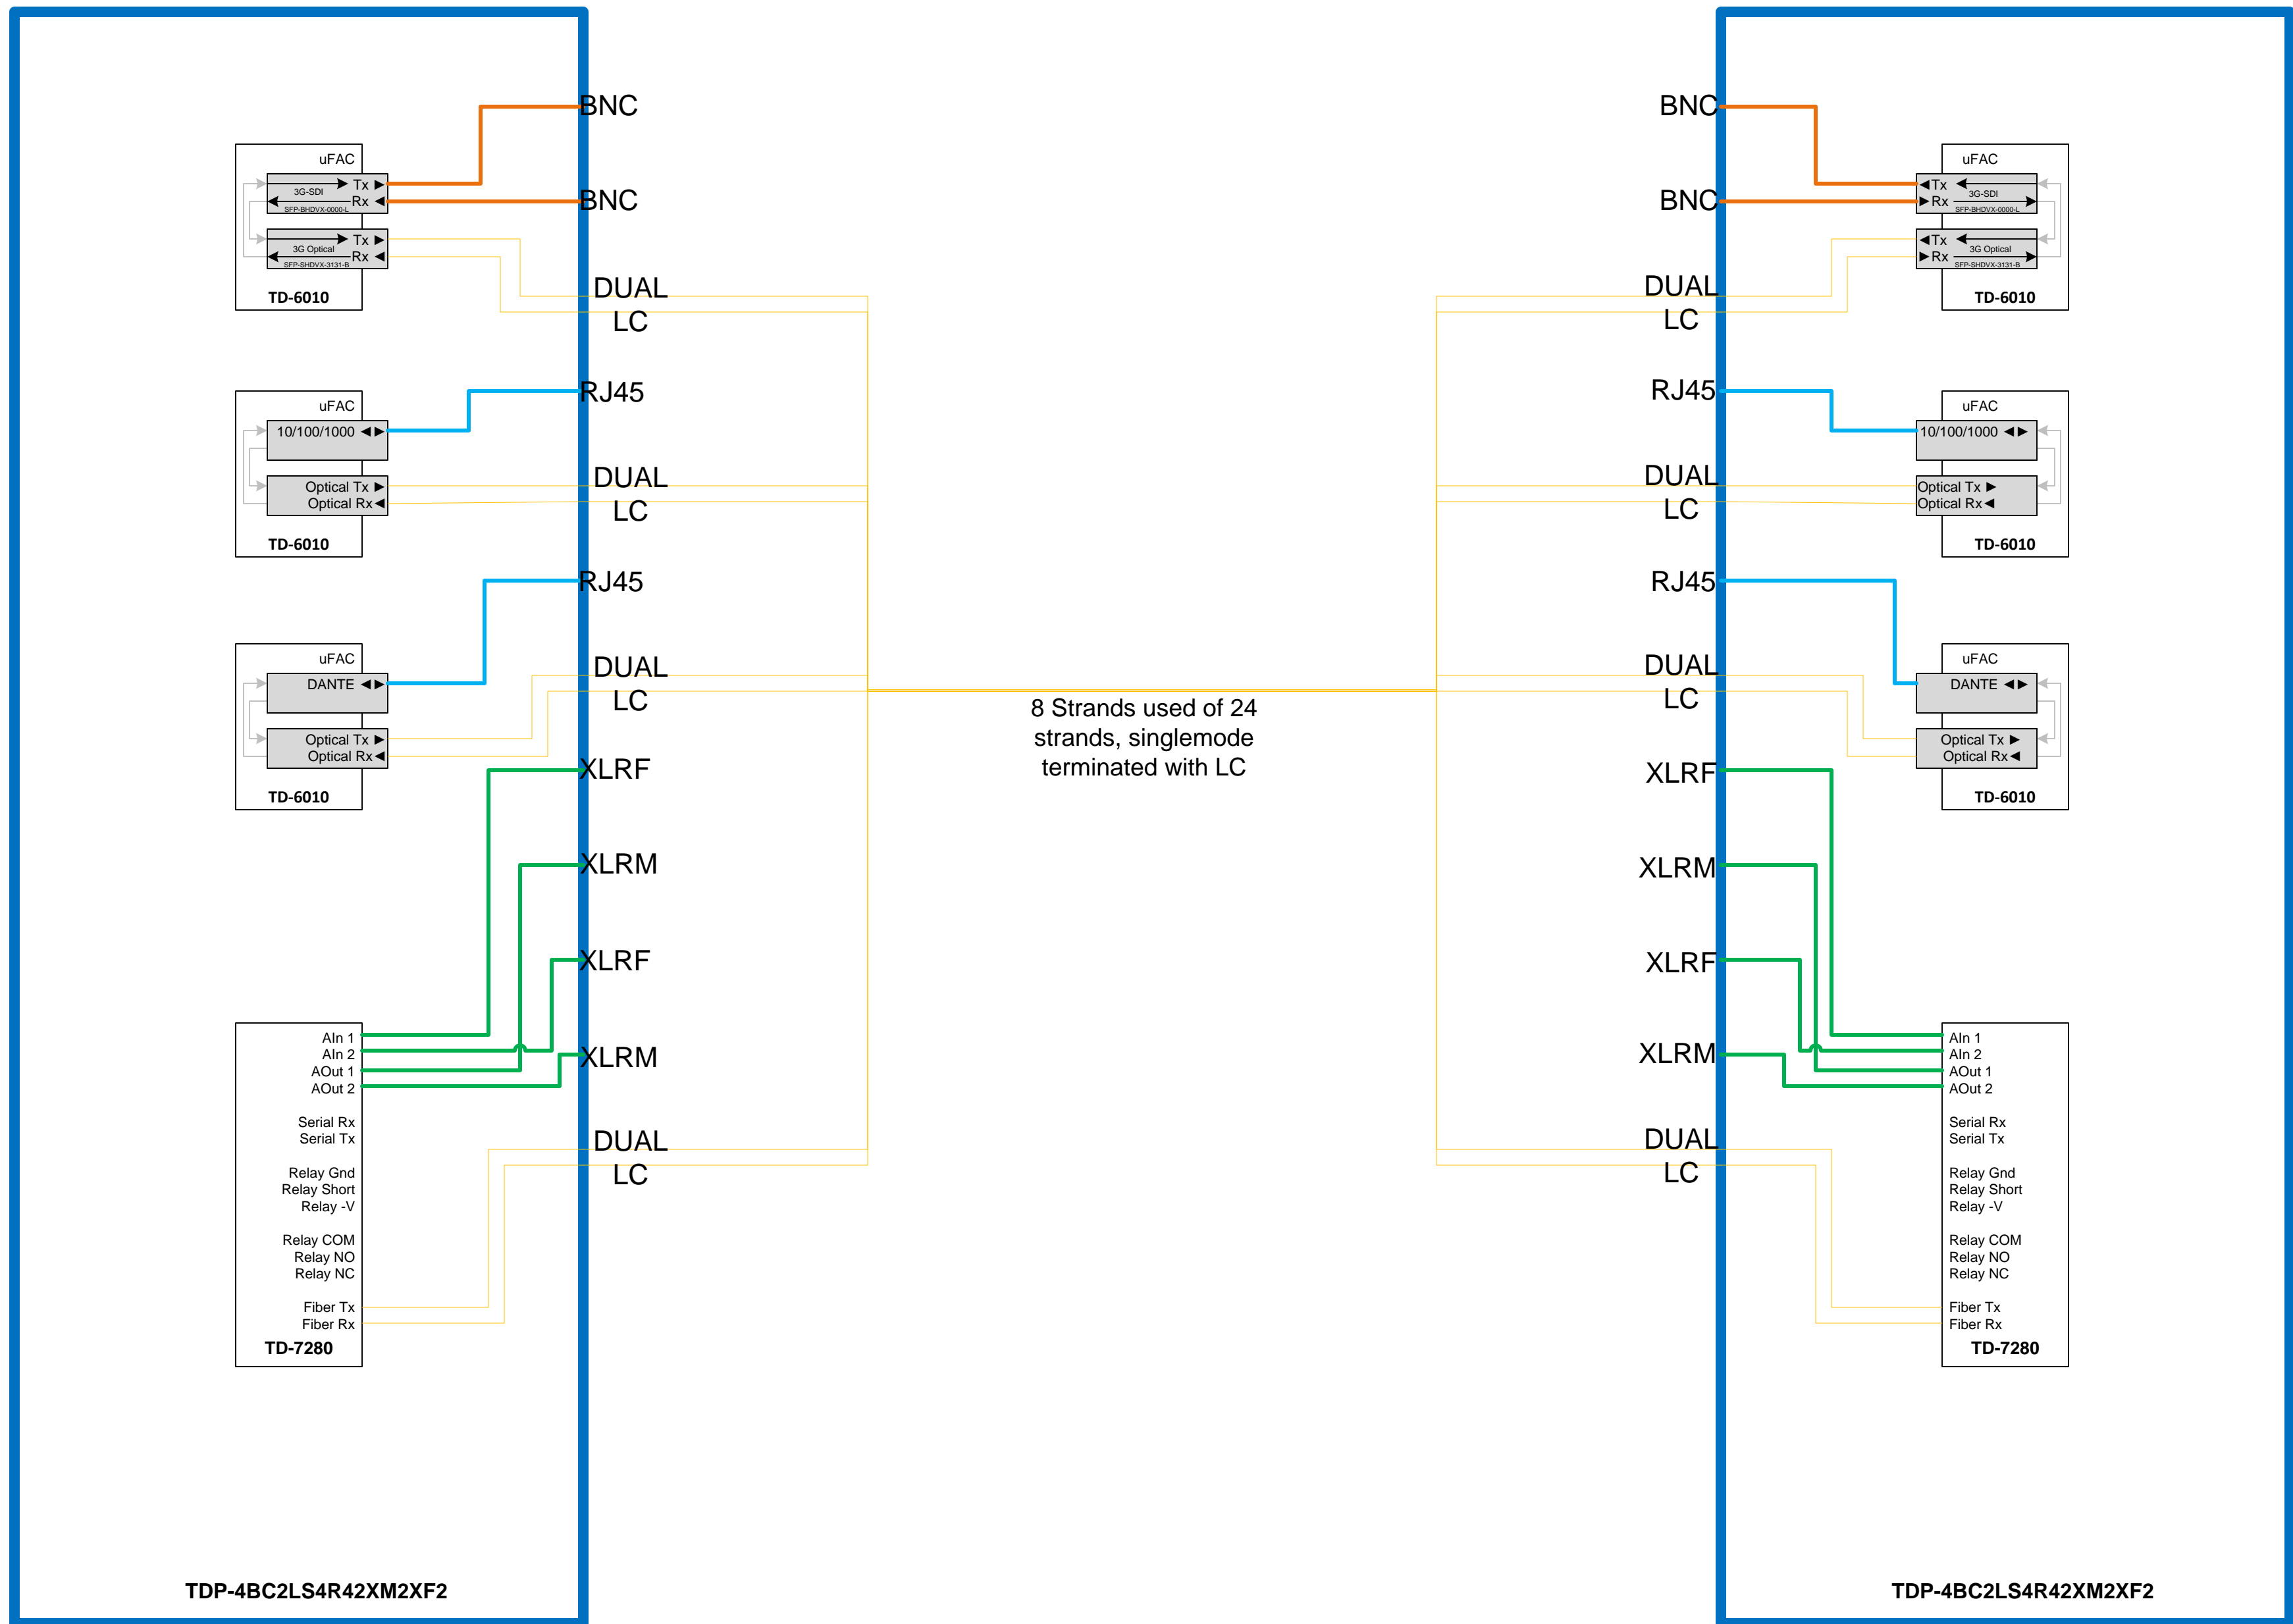 BNC
uFAC
Tx ►
3G-SDI
Rx ◄
SFP-BHDVX-0000-L
BNC
Tx ►
3G Optical
Rx ◄
SFP-SHDVX-3131-B
TD-6010
DUAL
LC
RJ45
uFAC
10/100/1000 ◄►
DUAL
LC
Optical Tx ►
Optical Rx◄
TD-6010
RJ45
uFAC
DANTE ◄►
DUAL
LC
Optical Tx ►
Optical Rx◄
TD-6010
XLRF
XLRM
XLRF
XLRM
AIn 1
AIn 2
AOut 1
AOut 2
Serial Rx
Serial Tx
Relay Gnd
Relay Short
Relay -V
Relay COM
Relay NO
Relay NC
Fiber Tx
Fiber Rx
TD-7280
DUAL
LC
TDP-4BC2LS4R42XM2XF2
8 Strands used of 24
strands, singlemode
terminated with LC
BNC
uFAC
◄Tx
3G-SDI
►Rx
SFP-BHDVX-0000-L
BNC
◄Tx
3G Optical
►Rx
SFP-SHDVX-3131-B
TD-6010
DUAL
LC
RJ45
uFAC
10/100/1000 ◄►
DUAL
LC
Optical Tx ►
Optical Rx◄
TD-6010
RJ45
uFAC
DANTE ◄►
DUAL
LC
Optical Tx ►
Optical Rx◄
TD-6010
XLRF
XLRM
XLRF
XLRM
AIn 1
AIn 2
AOut 1
AOut 2
Serial Rx
Serial Tx
Relay Gnd
Relay Short
Relay -V
Relay COM
Relay NO
Relay NC
Fiber Tx
Fiber Rx
TD-7280
DUAL
LC
TDP-4BC2LS4R42XM2XF2